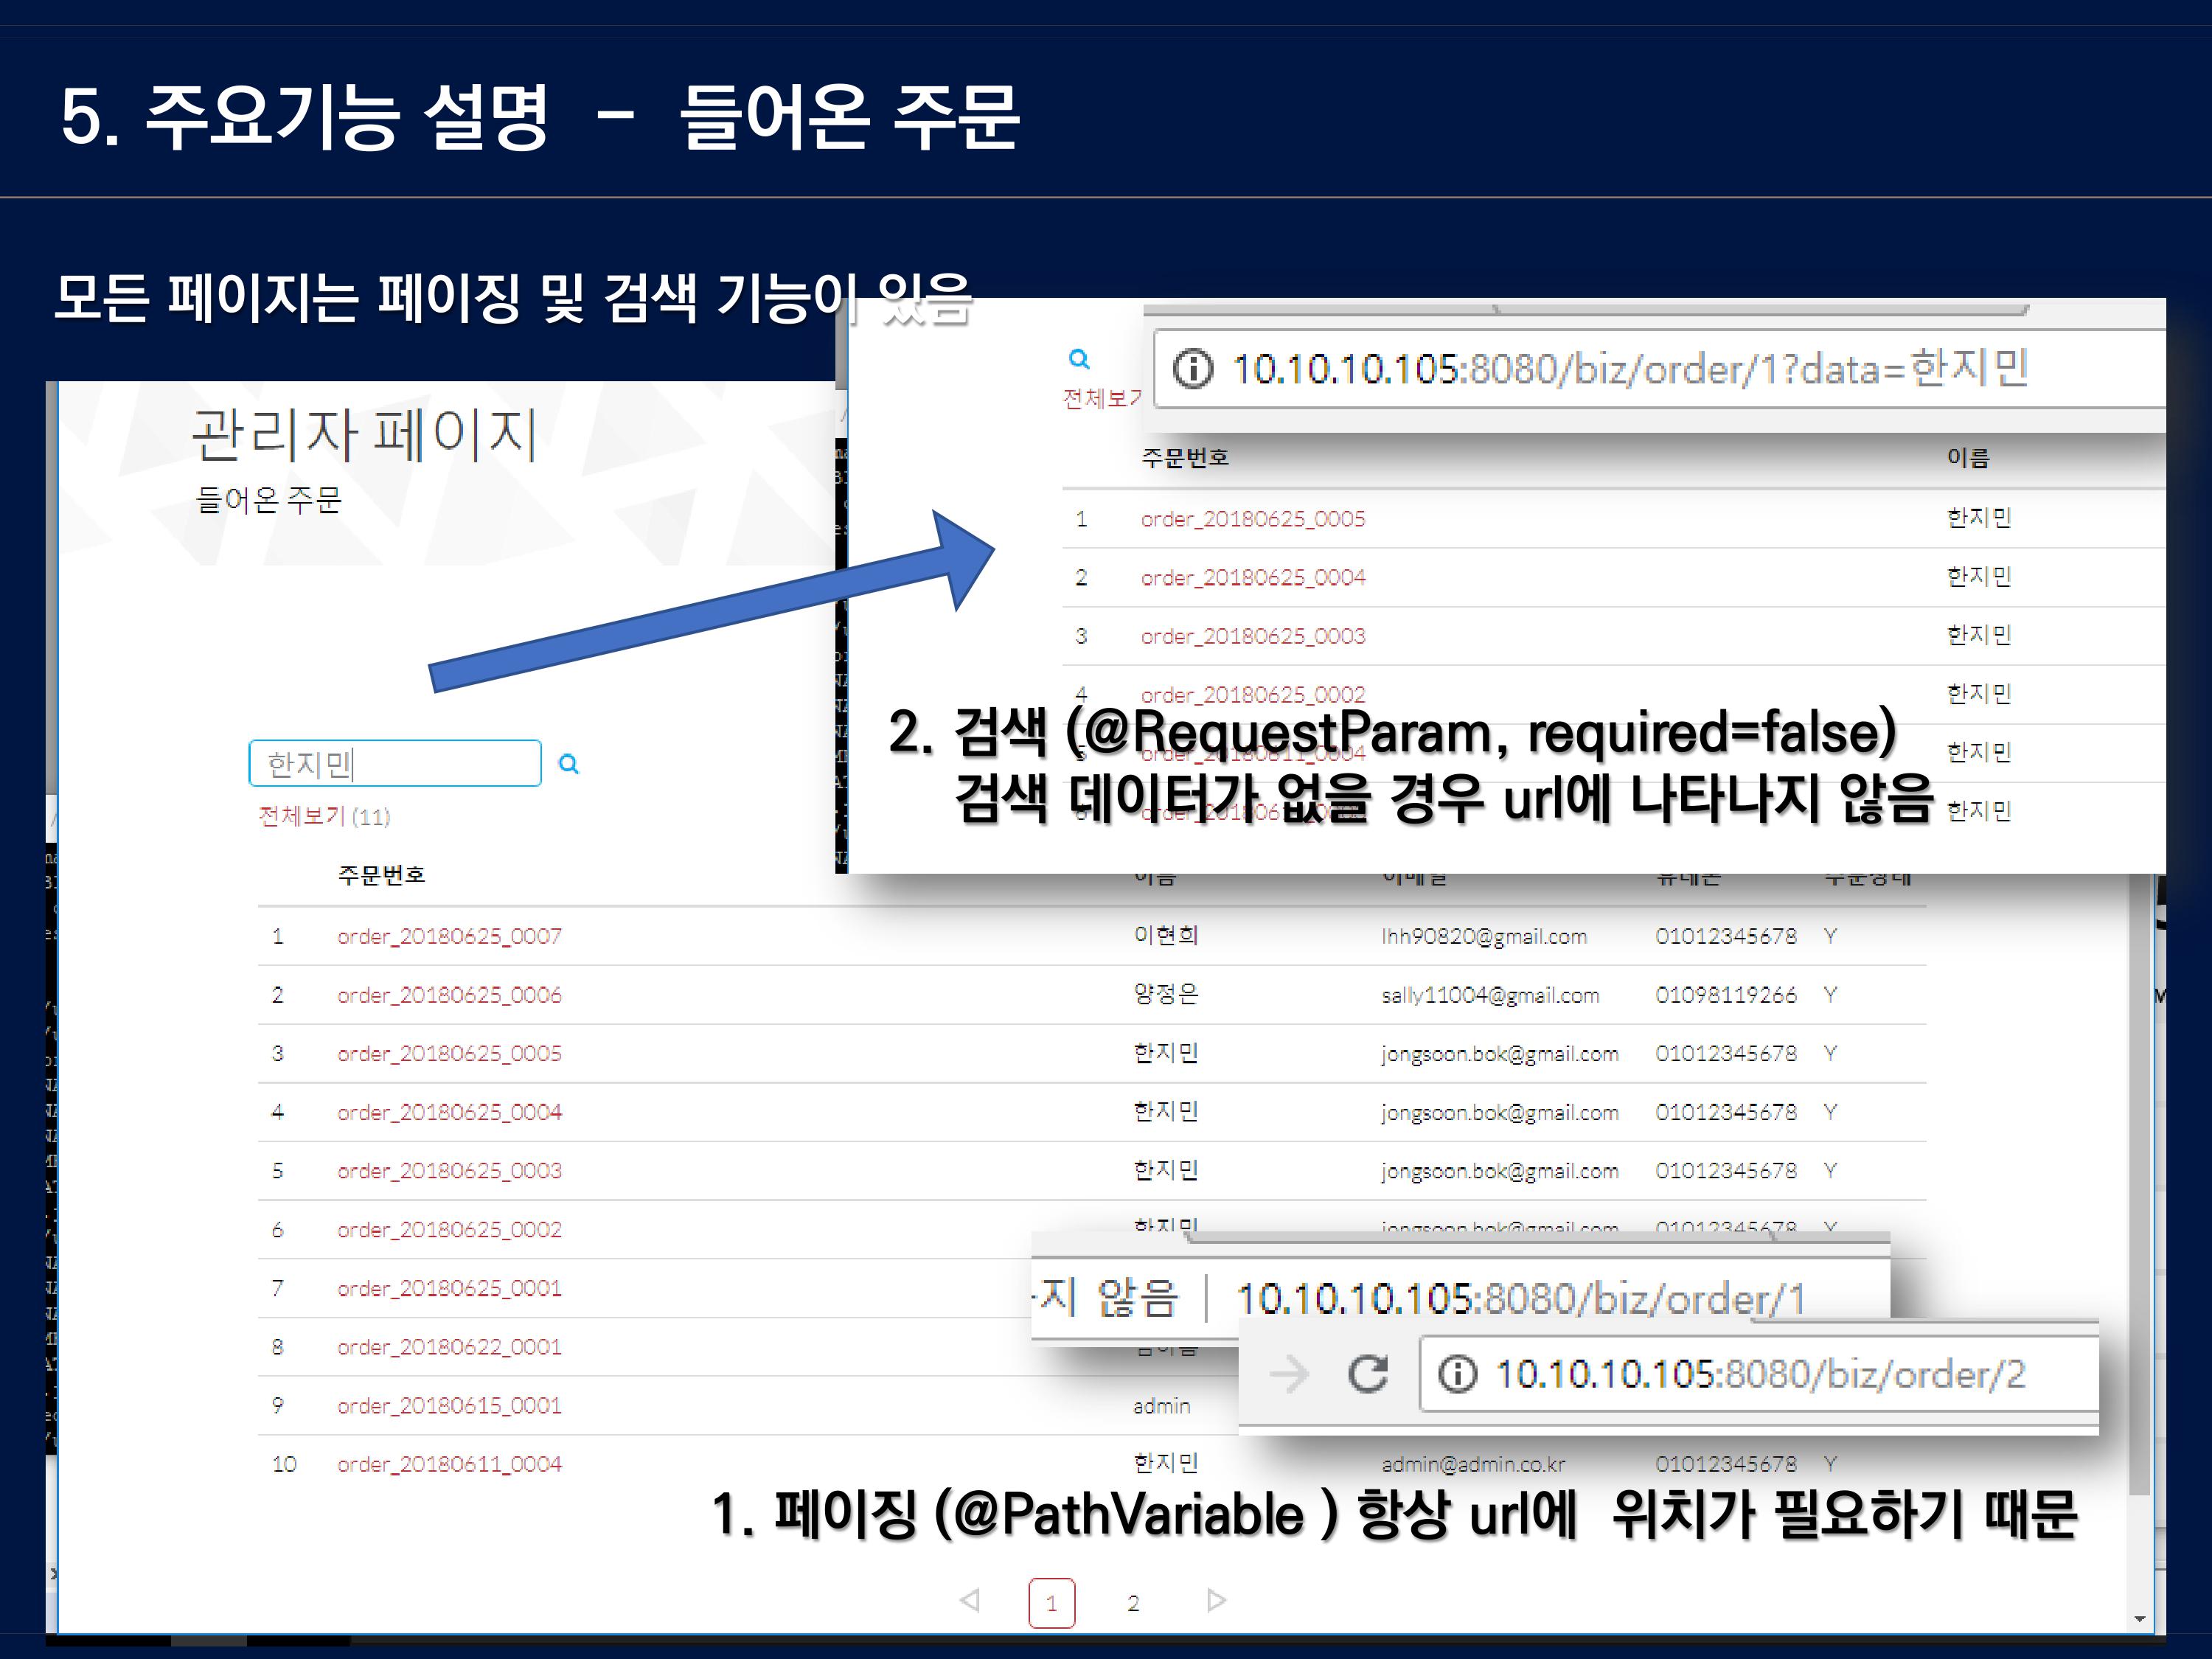 5. 주요기능 설명 - 들어온 주문
모든 페이지는 페이징 및 검색 기능이 있음
관리자 페이지
들어온 주문
한지민
전체보기 (11)
주문번호 이름 이메일 휴대폰 주문상태
1 order_20180625_0007 이현희 lhh90820@gmail.com 01012345678 Y
2 order_20180625_0006 양정은 sally11004@gmail.com 01098119266 Y
3 order_20180625_0005 한지민 jongsoon.bok@gmail.com 01012345678 Y
4 order_20180625_0004 한지민 jongsoon.bok@gmail.com 01012345678 Y
5 order_20180625_0003 한지민 jongsoon.bok@gmail.com 01012345678 Y
6 order_20180625_0002 한지민 jongsoon.bok@gmail.com 01012345678 Y
7 order_20180625_0001
8 order_20180622_0001
9 order_20180615_0001 admin
10 order_20180611_0004 한지민 admin@admin.co.kr 01012345678 Y
10.10.10.105:8080/biz/order/1?data=한지민
전체보기
주문번호 이름
1 order_20180625_0005 한지민
2 order_20180625_0004 한지민
3 order_20180625_0003 한지민
4 order_20180625_0002 한지민
5 order_20180611_0004 한지민
한지민
2. 검색 (@RequestParam, required=false)
검색 데이터가 없을 경우 url에 나타나지 않음
지 않음 | 10.10.10.105:8080/biz/order/1
10.10.10.105:8080/biz/order/2
1. 페이징 (@PathVariable ) 항상 url에 위치가 필요하기 때문
1 2